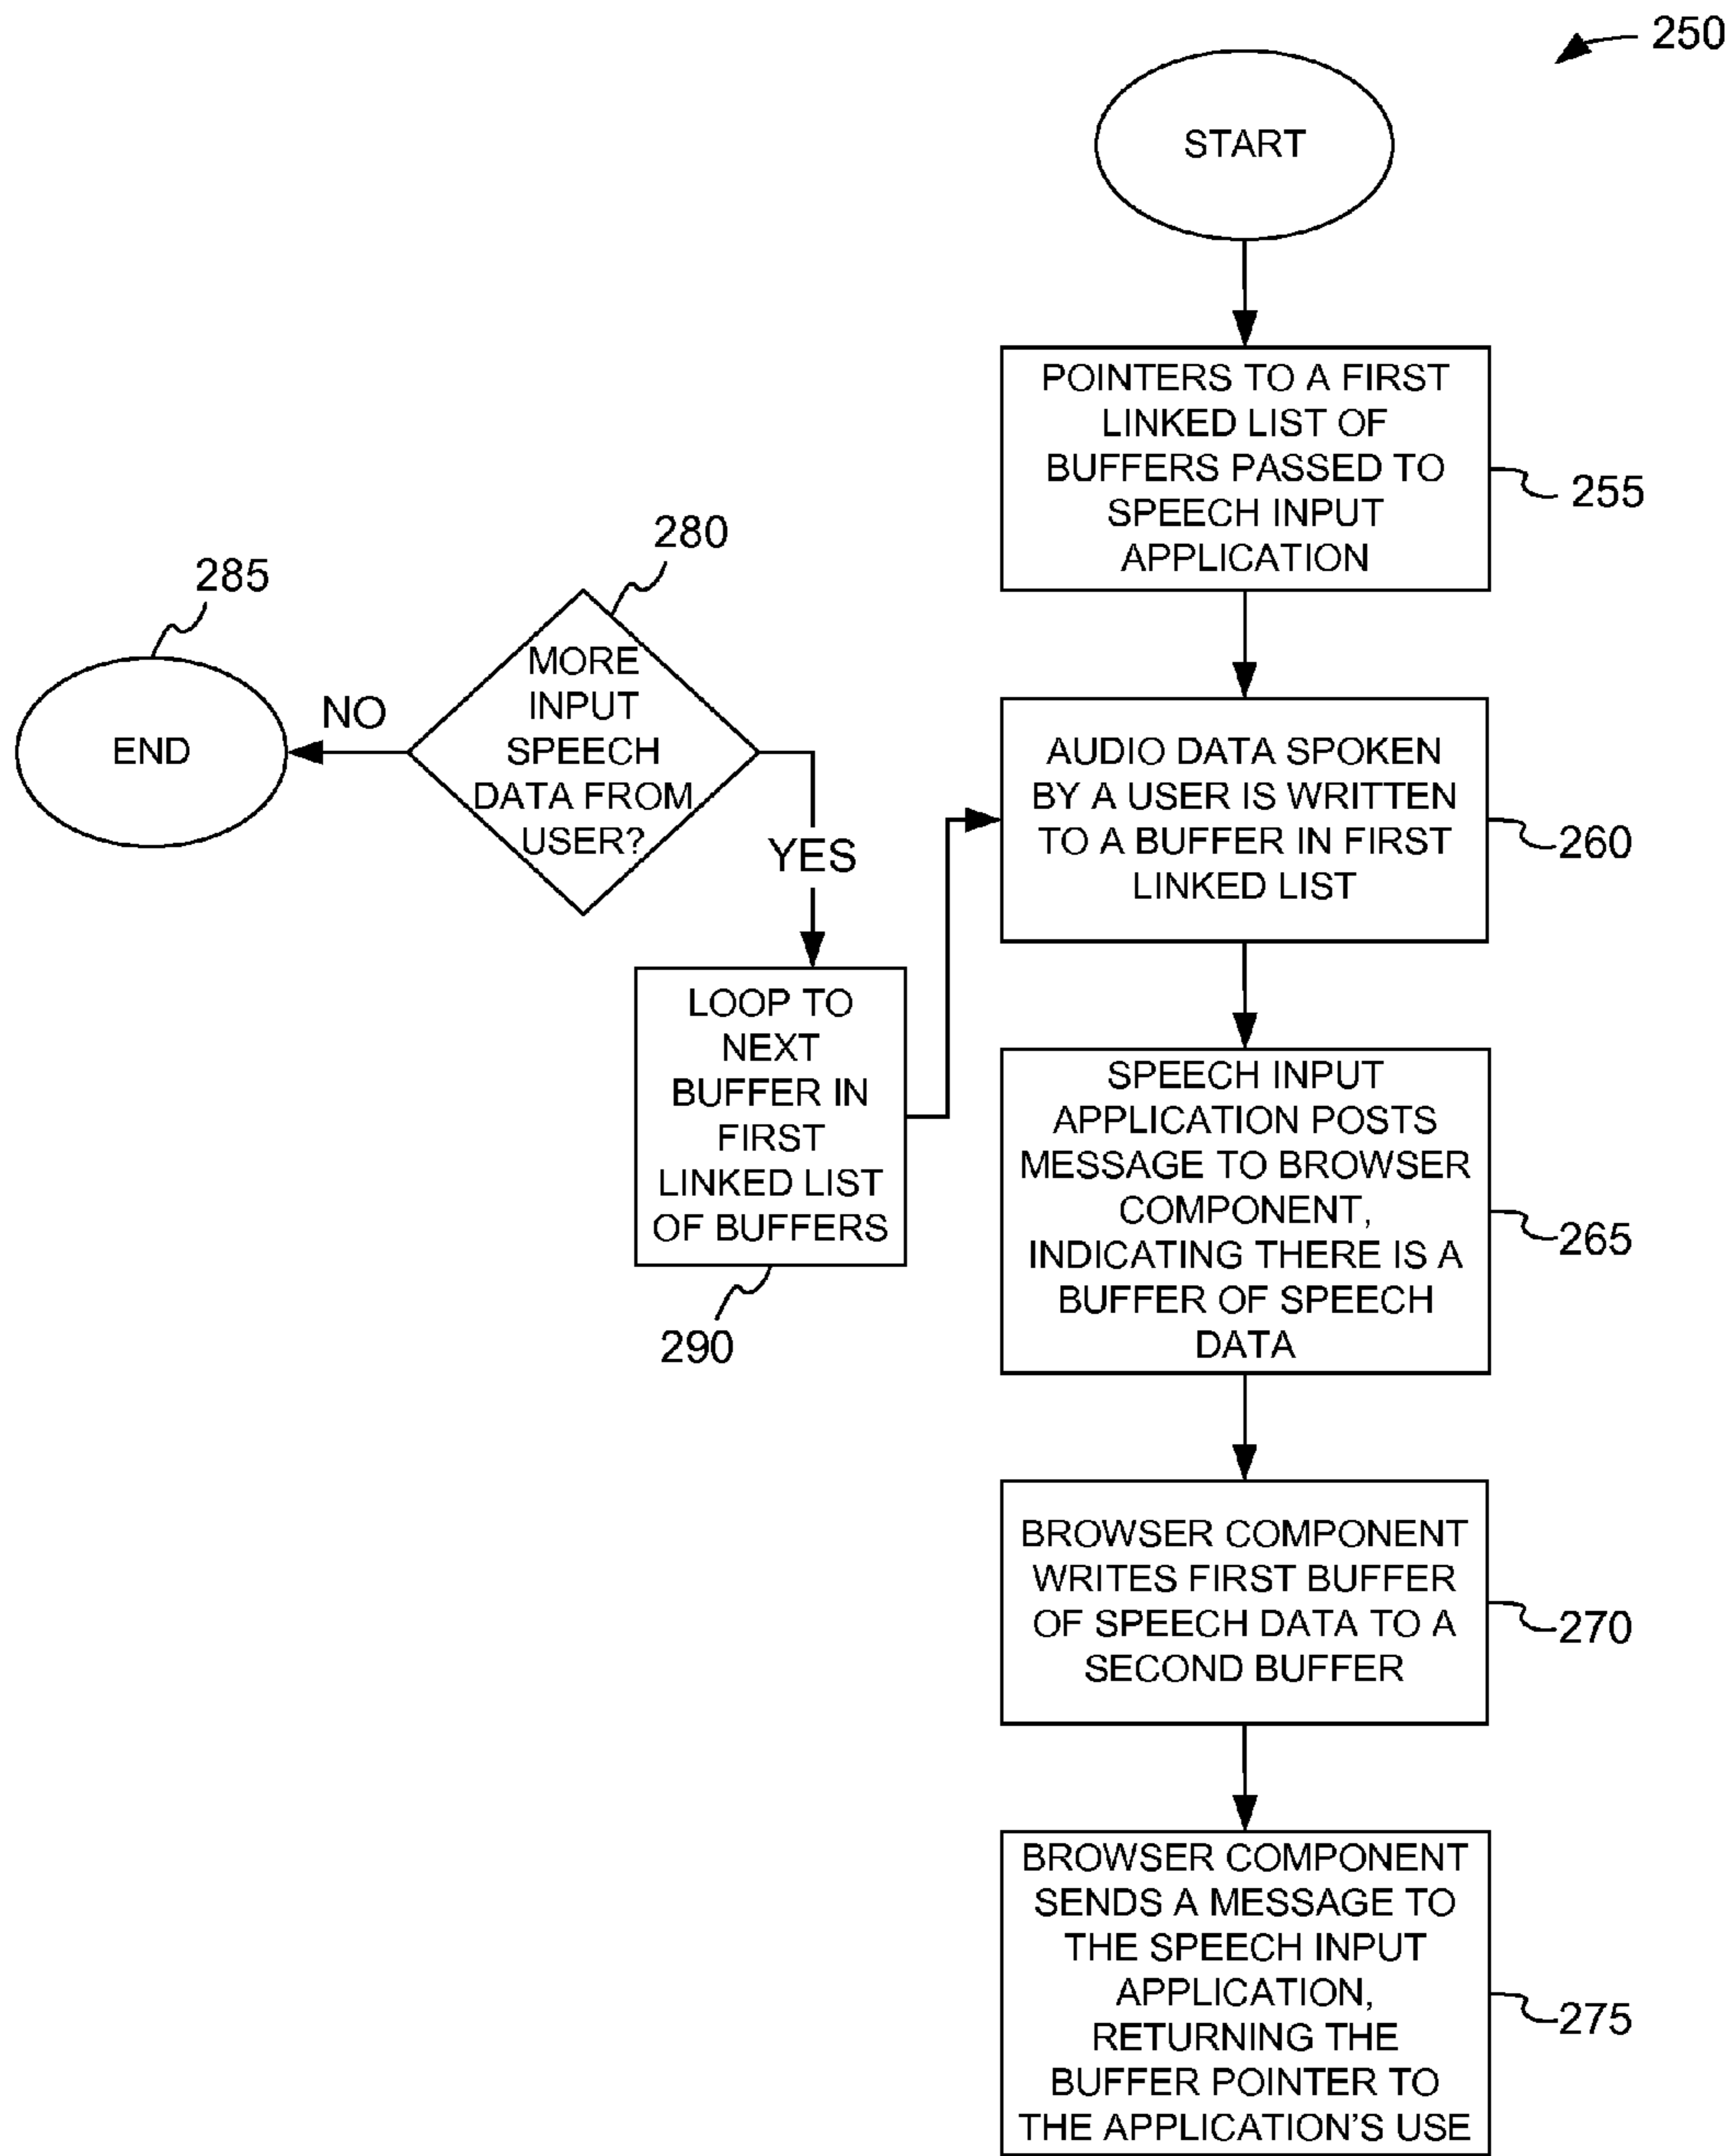 250
START
POINTERS TO A FIRST
LINKED LIST OF
BUFFERS PASSED TO
SPEECH INPUT
APPLICATION
255
280
285
MORE
INPUT
SPEECH
DATA FROM
USER?
NO
END
YES
AUDIO DATA SPOKEN
BY A USER IS WRITTEN
TO A BUFFER IN FIRST
LINKED LIST
260
LOOP TO
NEXT
BUFFER IN
FIRST
LINKED LIST
OF BUFFERS
290
SPEECH INPUT
APPLICATION POSTS
MESSAGE TO BROWSER
COMPONENT,
INDICATING THERE IS A
BUFFER OF SPEECH
DATA
265
BROWSER COMPONENT
WRITES FIRST BUFFER
OF SPEECH DATA TO A
SECOND BUFFER
270
BROWSER COMPONENT
SENDS A MESSAGE TO
THE SPEECH INPUT
APPLICATION,
RETURNING THE
BUFFER POINTER TO
THE APPLICATION'S USE
275